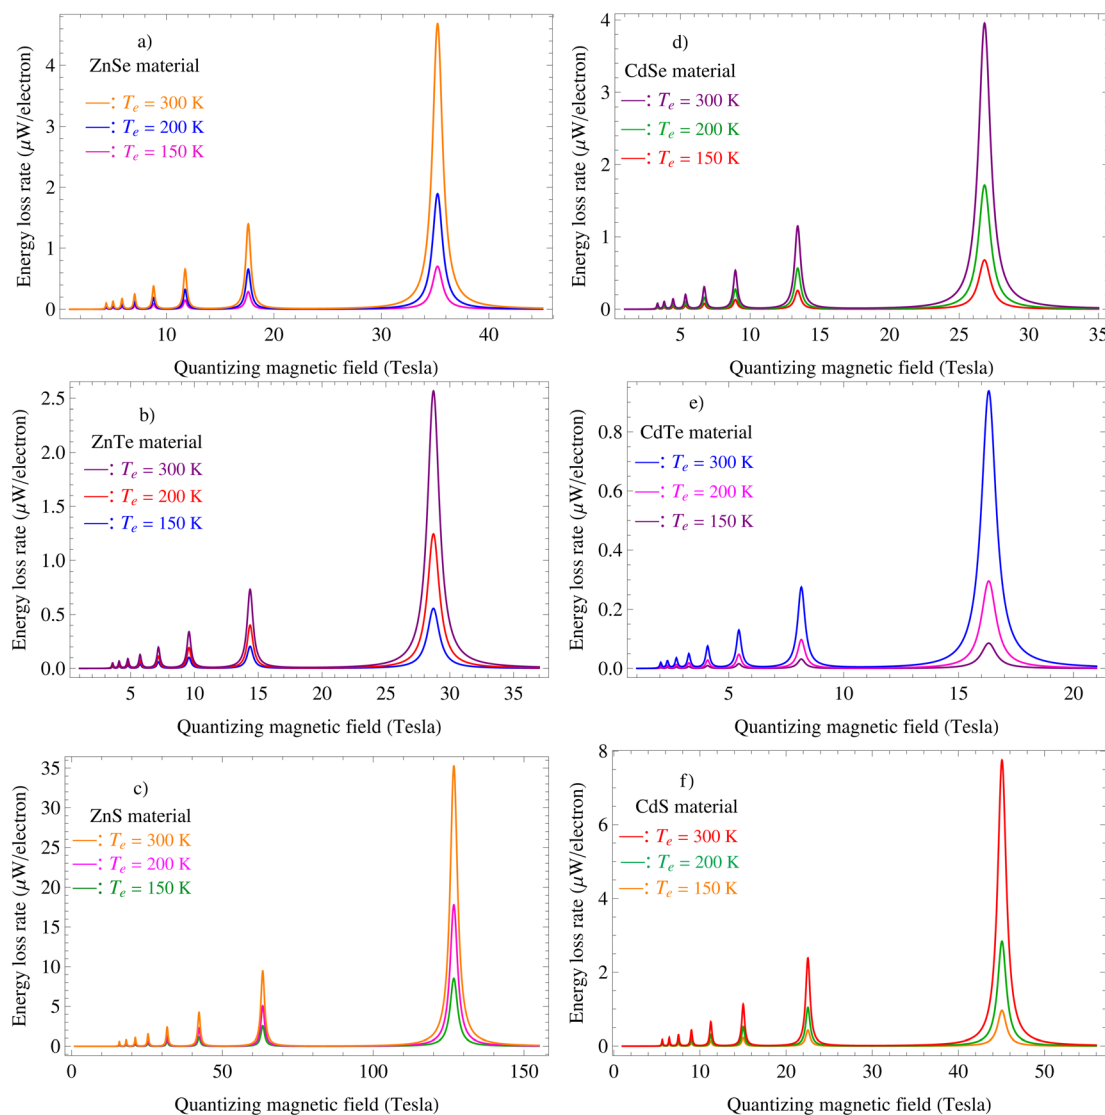 a)
ZnSe material
: Te = 300 K
: Te = 200 K
: Te = 150 K
Energy loss rate (μW/electron)
4
3
2
1
0
10 20 30 40
Quantizing magnetic field (Tesla)
d)
CdSe material
: Te = 300 K
: Te = 200 K
: Te = 150 K
Energy loss rate (μW/electron)
4
3
2
1
0
5 10 15 20 25 30 35
Quantizing magnetic field (Tesla)
b)
ZnTe material
: Te = 300 K
: Te = 200 K
: Te = 150 K
Energy loss rate (μW/electron)
2.5
2.0
1.5
1.0
0.5
0.0
5 10 15 20 25 30 35
Quantizing magnetic field (Tesla)
e)
CdTe material
: Te = 300 K
: Te = 200 K
: Te = 150 K
Energy loss rate (μW/electron)
0.8
0.6
0.4
0.2
0.0
5 10 15 20
Quantizing magnetic field (Tesla)
c)
ZnS material
: Te = 300 K
: Te = 200 K
: Te = 150 K
Energy loss rate (μW/electron)
35
30
25
20
15
10
5
0
0 50 100 150
Quantizing magnetic field (Tesla)
f)
CdS material
: Te = 300 K
: Te = 200 K
: Te = 150 K
Energy loss rate (μW/electron)
8
6
4
2
0
0 10 20 30 40 50
Quantizing magnetic field (Tesla)